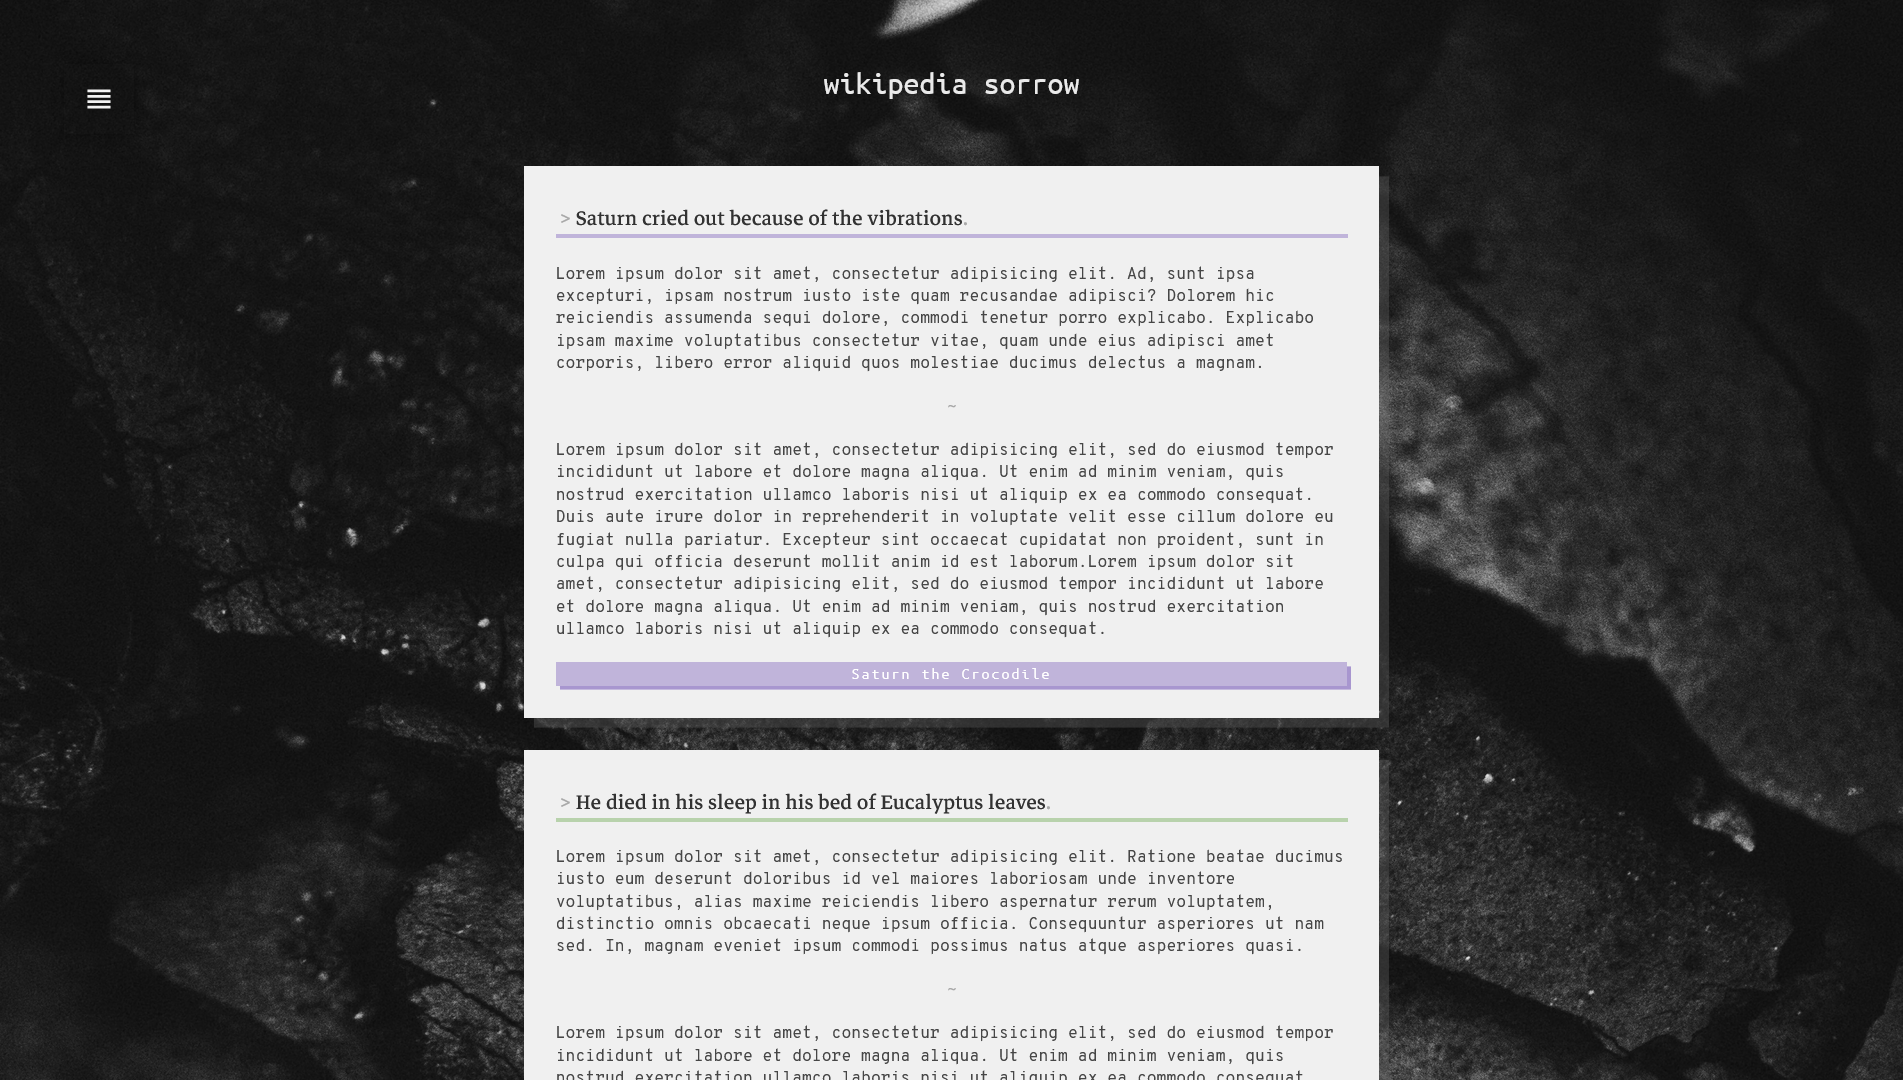 wikipedia sorrow
> Saturn cried out because of the vibrations.
Lorem ipsum dolor sit amet, consectetur adipisicing elit. Ad, sunt ipsa
excepturi, ipsam nostrum iusto iste quam recusandae adipisci? Dolorem hic
reiciendis assumenda sequi dolore, commodi tenetur porro explicabo. Explicabo
ipsam maxime voluptatibus consectetur vitae, quam unde eius adipisci amet
corporis, libero error aliquid quos molestiae ducimus delectus a magnam.
~
Lorem ipsum dolor sit amet, consectetur adipisicing elit, sed do eiusmod tempor
incididunt ut labore et dolore magna aliqua. Ut enim ad minim veniam, quis
nostrud exercitation ullamco laboris nisi ut aliquip ex ea commodo consequat.
Duis aute irure dolor in reprehenderit in voluptate velit esse cillum dolore eu
fugiat nulla pariatur. Excepteur sint occaecat cupidatat non proident, sunt in
culpa qui officia deserunt mollit anim id est laborum.Lorem ipsum dolor sit
amet, consectetur adipisicing elit, sed do eiusmod tempor incididunt ut labore
et dolore magna aliqua. Ut enim ad minim veniam, quis nostrud exercitation
ullamco laboris nisi ut aliquip ex ea commodo consequat.
Saturn the Crocodile
> He died in his sleep in his bed of Eucalyptus leaves.
Lorem ipsum dolor sit amet, consectetur adipisicing elit. Ratione beatae ducimus
iusto eum deserunt doloribus id vel maiores laboriosam unde inventore
voluptatibus, alias maxime reiciendis libero aspernatur rerum voluptatem,
distinctio omnis obcaecati neque ipsum officia. Consequuntur asperiores ut nam
sed. In, magnam eveniet ipsum commodi possimus natus atque asperiores quasi.
~
Lorem ipsum dolor sit amet, consectetur adipisicing elit, sed do eiusmod tempor
incididunt ut labore et dolore magna aliqua. Ut enim ad minim veniam, quis
nostrud exercitation ullamco laboris nisi ut aliquip ex ea commodo consequat.